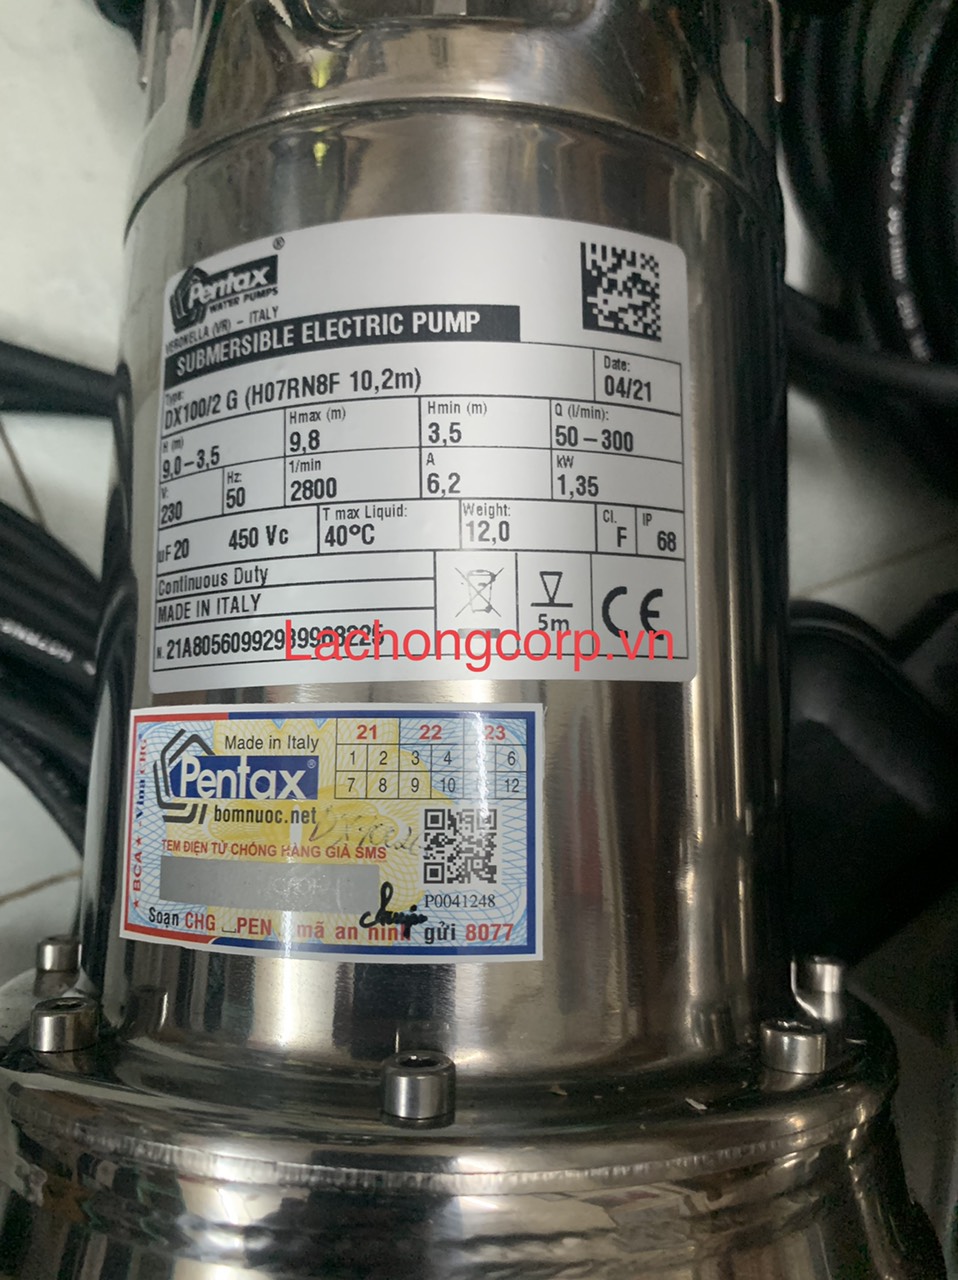 Pentax ®
WATER PUMPS
VERONELLA (VR) - ITALY
SUBMERSIBLE ELECTRIC PUMP
Type: DX100/2 G (H07RN8F 10,2m)
Date: 04/21
H (m) 9,0-3,5
Hmax (m) 9,8
Hmin (m) 3,5
Q (l/min): 50-300
V: 230
Hz: 50
1/min 2800
A 6,2
kW 1,35
uF 20 450 Vc
T max Liquid: 40°C
Weight: 12,0
Cl. F
IP 68
Continuous Duty
MADE IN ITALY
5m
CE
N.
Lachongcorp.vn
Made in Italy
Pentax ®
bomnuoc.net
21 22 23
1 2 3 4 6
7 8 9 10 12
TEM ĐIỆN TỬ CHỐNG HÀNG GIẢ SMS
P0041248
Soạn CHG PEN mã an ninh gửi 8077
BCA